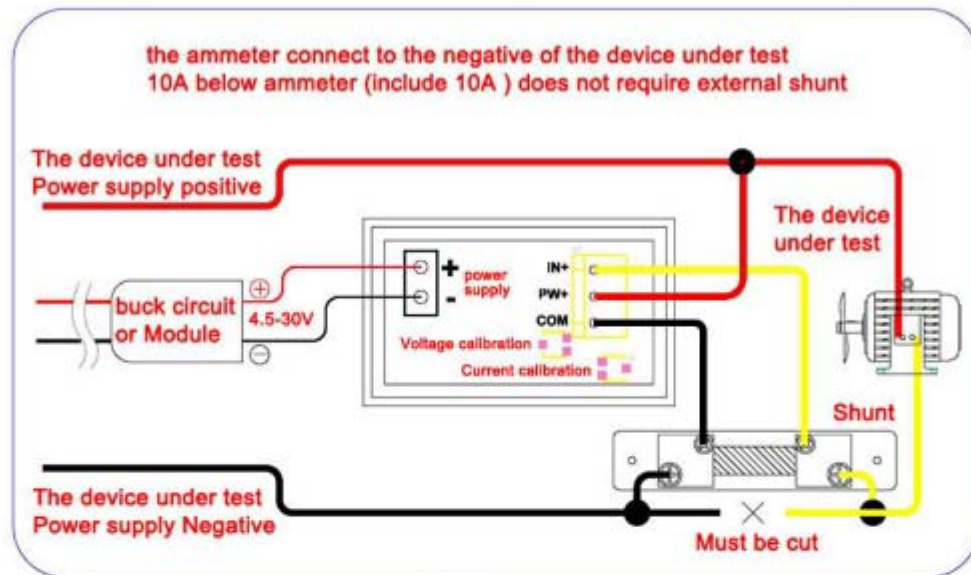 the ammeter connect to the negative of the device under test
10A below ammeter (include 10A ) does not require external shunt
The device under test
Power supply positive
The device
under test
buck circuit
or Module
+
-
4.5-30V
+
-
power
supply
IN+
PW+
COM
Voltage calibration
Current calibration
Shunt
The device under test
Power supply Negative
Must be cut